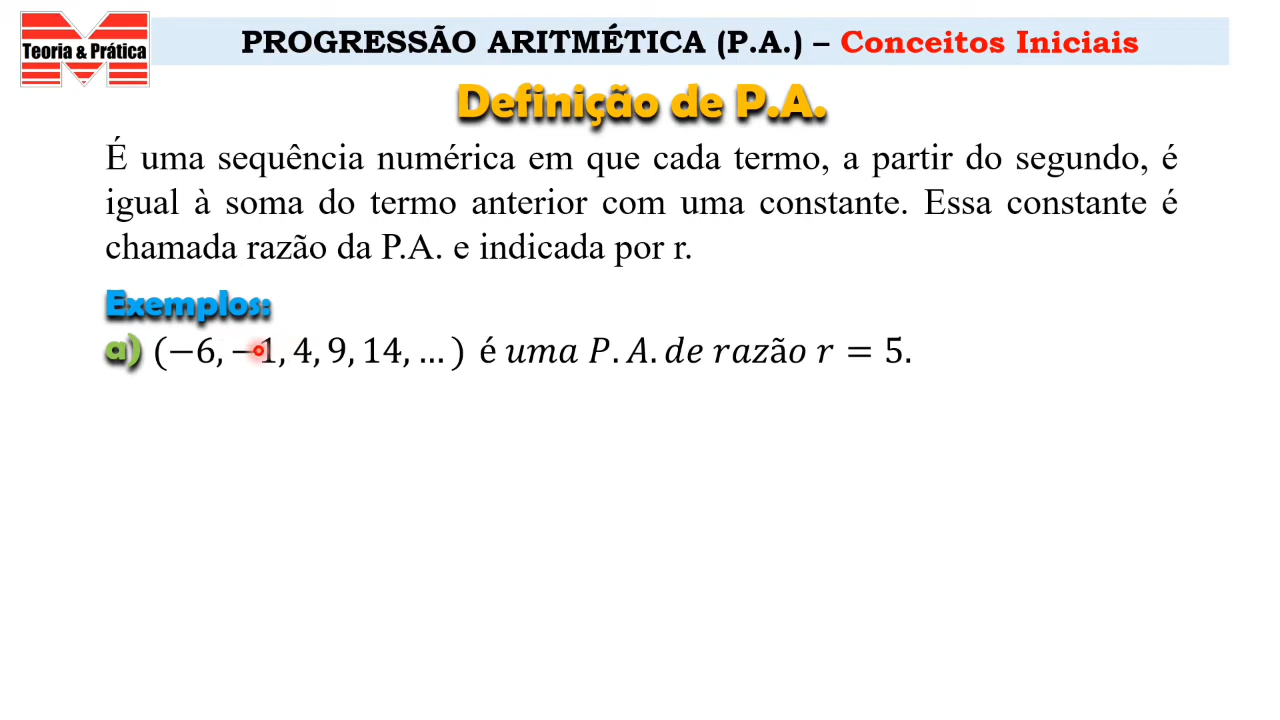 Teoria & Prática
PROGRESSÃO ARITMÉTICA (P.A.) – Conceitos Iniciais
Definição de P.A.
É uma sequência numérica em que cada termo, a partir do segundo, é
igual à soma do termo anterior com uma constante. Essa constante é
chamada razão da P.A. e indicada por r.
Exemplos:
a) (−6, −1, 4, 9, 14, … ) é uma P. A. de razão r = 5.